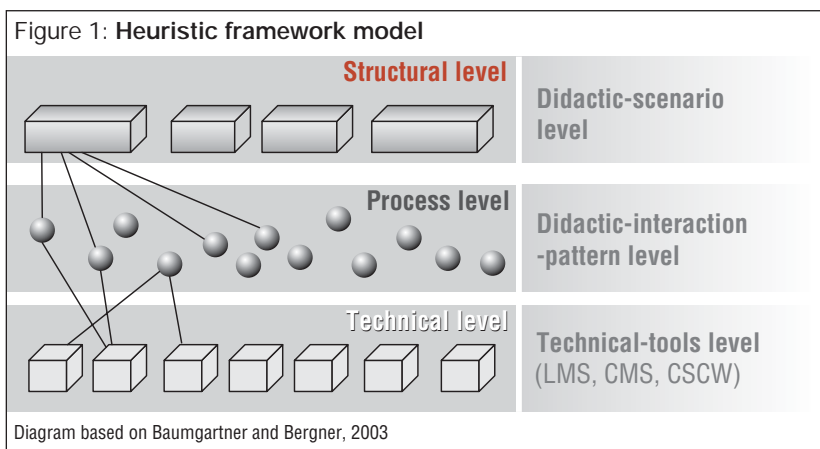 Figure 1: Heuristic framework model
Structural level
Didactic-scenario
level
Process level
Didactic-interaction
-pattern level
Technical level
Technical-tools level
(LMS, CMS, CSCW)
Diagram based on Baumgartner and Bergner, 2003